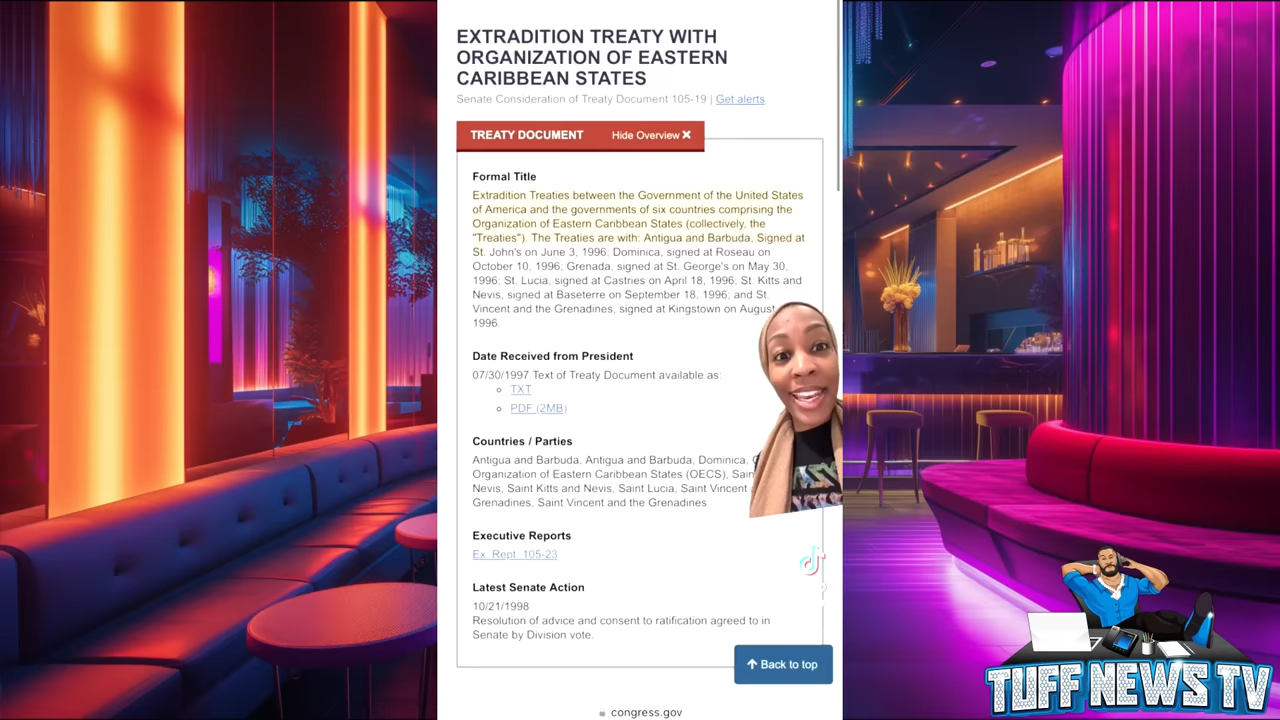 EXTRADITION TREATY WITH
ORGANIZATION OF EASTERN
CARIBBEAN STATES
Senate Consideration of Treaty Document 105-19 | Get alerts
TREATY DOCUMENT Hide Overview ✖
Formal Title
Extradition Treaties between the Government of the United States
of America and the governments of six countries comprising the
Organization of Eastern Caribbean States (collectively, the
"Treaties"). The Treaties are with: Antigua and Barbuda, Signed at
St. John's on June 3, 1996; Dominica, signed at Roseau on
October 10, 1996; Grenada, signed at St. George's on May 30,
1996; St. Lucia, signed at Castries on April 18, 1996; St. Kitts and
Nevis, signed at Baseterre on September 18, 1996; and St.
Vincent and the Grenadines, signed at Kingstown on August
1996.
Date Received from President
07/30/1997 Text of Treaty Document available as:
TXT
PDF (2MB)
Countries / Parties
Antigua and Barbuda, Antigua and Barbuda, Dominica,
Organization of Eastern Caribbean States (OECS),
Nevis, Saint Kitts and Nevis, Saint Lucia, Saint Vincent
Grenadines, Saint Vincent and the Grenadines
Executive Reports
Ex. Rept. 105-23
Latest Senate Action
10/21/1998
Resolution of advice and consent to ratification agreed to in
Senate by Division vote.
Back to top
congress.gov
TUFF NEWS TV